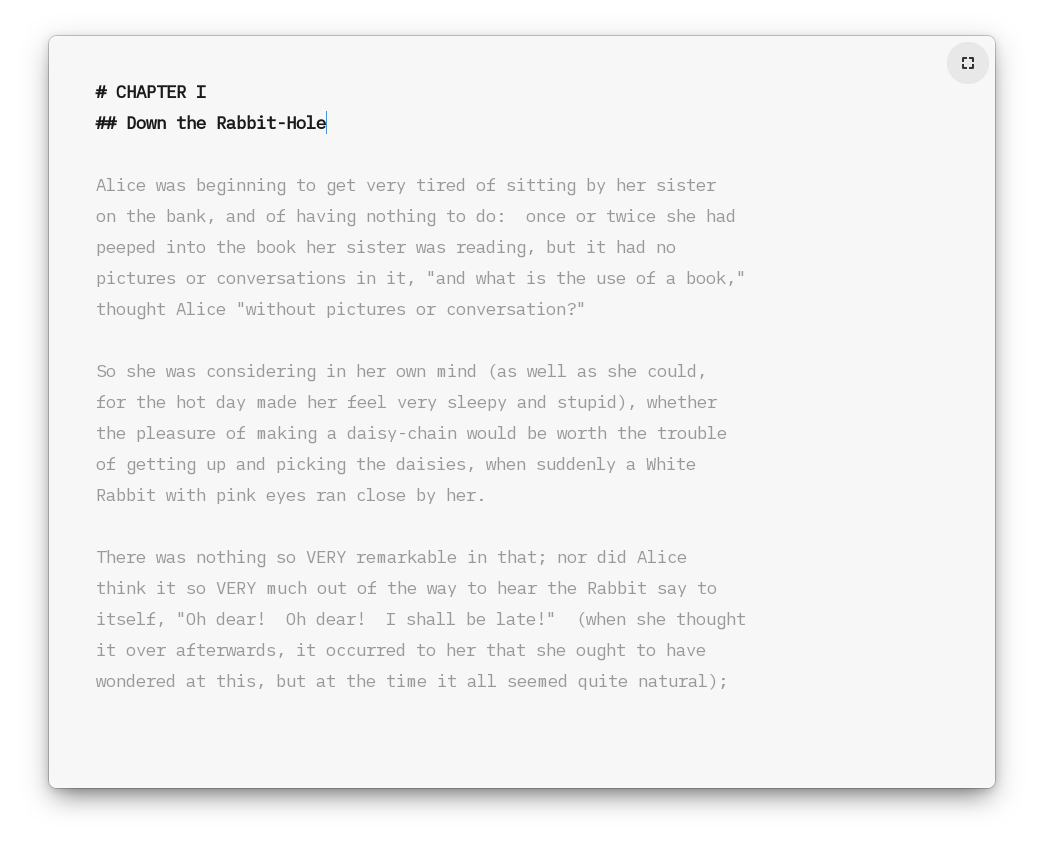 # CHAPTER I
## Down the Rabbit-Hole
Alice was beginning to get very tired of sitting by her sister
on the bank, and of having nothing to do:  once or twice she had
peeped into the book her sister was reading, but it had no
pictures or conversations in it, "and what is the use of a book,"
thought Alice "without pictures or conversation?"
So she was considering in her own mind (as well as she could,
for the hot day made her feel very sleepy and stupid), whether
the pleasure of making a daisy-chain would be worth the trouble
of getting up and picking the daisies, when suddenly a White
Rabbit with pink eyes ran close by her.
There was nothing so VERY remarkable in that; nor did Alice
think it so VERY much out of the way to hear the Rabbit say to
itself, "Oh dear!  Oh dear!  I shall be late!"  (when she thought
it over afterwards, it occurred to her that she ought to have
wondered at this, but at the time it all seemed quite natural);